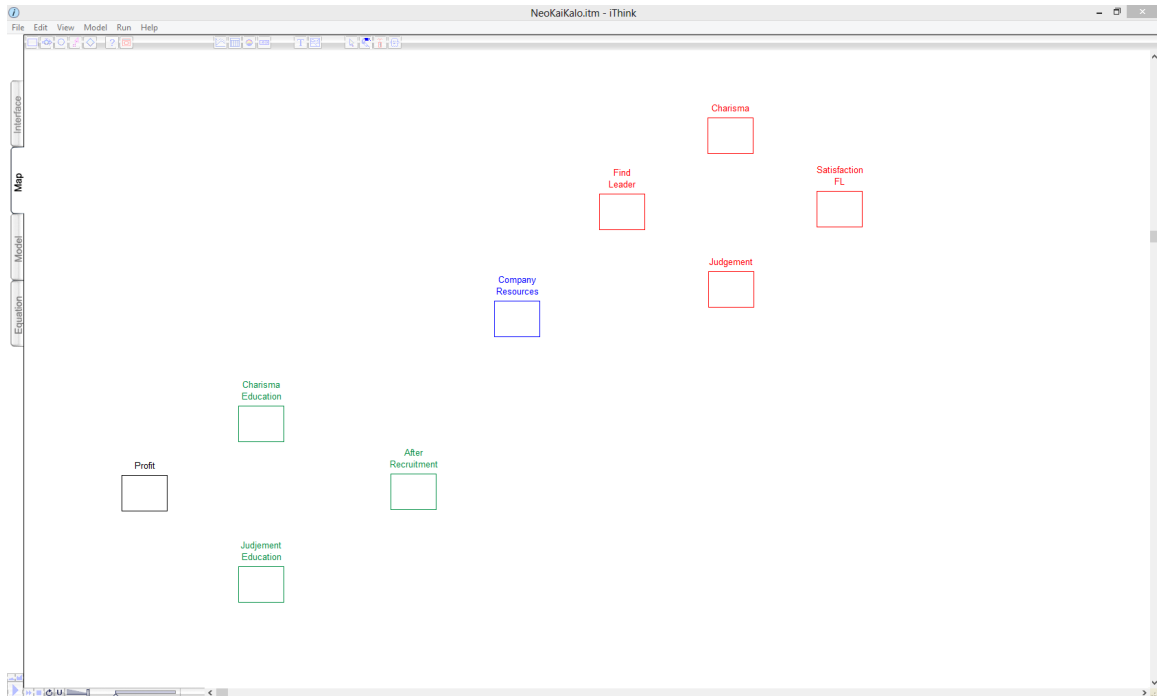 NeoKaiKalo.itm - iThink
File Edit View Model Run Help
Interface
Map
Model
Equation
Charisma
Find
Leader
Satisfaction
FL
Judgement
Company
Resources
Charisma
Education
After
Recruitment
Profit
Judjement
Education